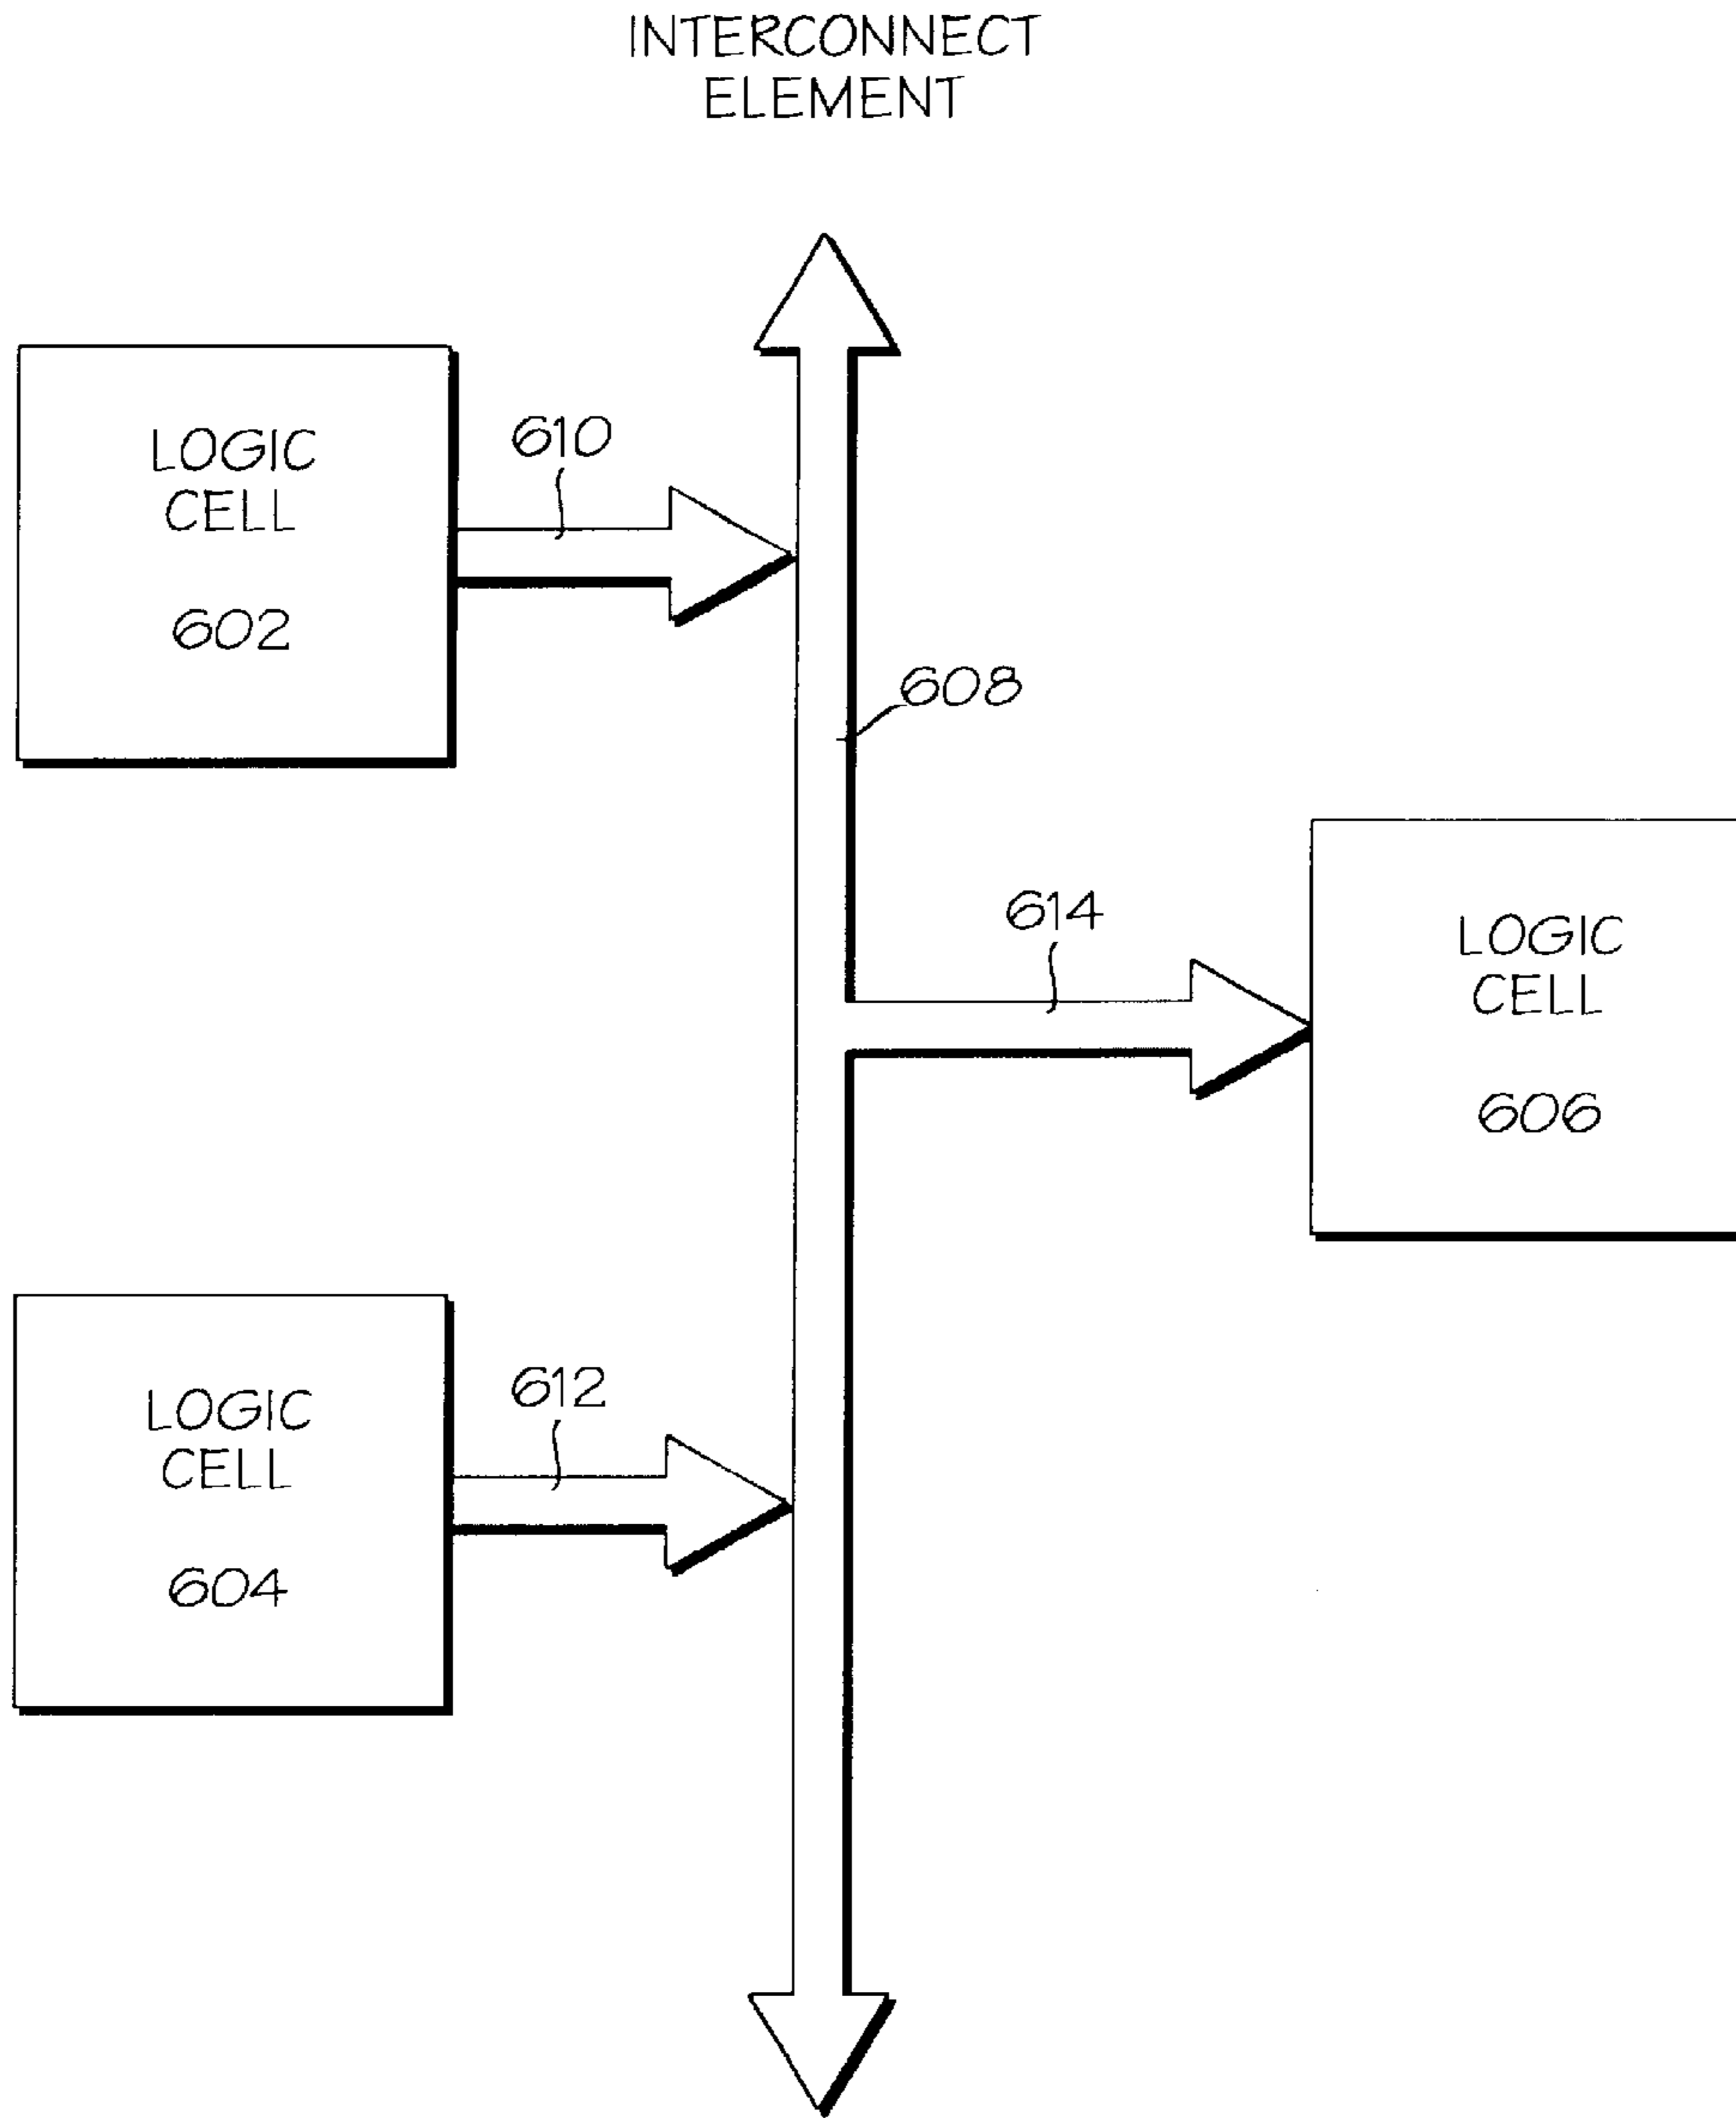 INTERCONNECT
ELEMENT
LOGIC
CELL
602
610
608
614
LOGIC
CELL
606
LOGIC
CELL
604
612